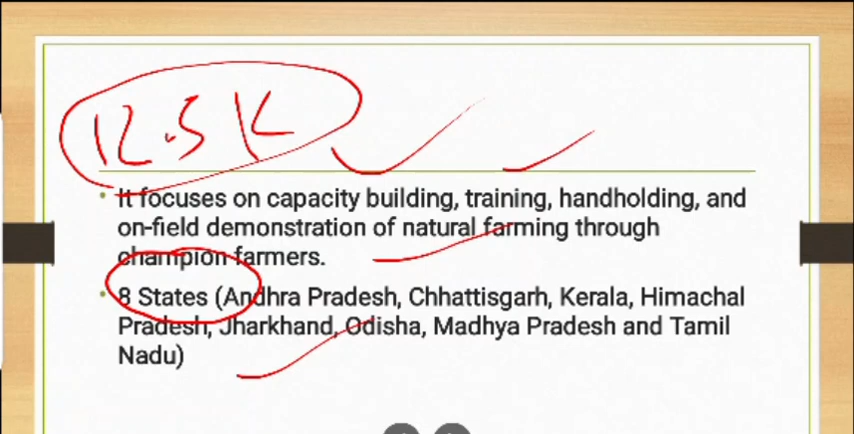 12.5 K
• It focuses on capacity building, training, handholding, and
on-field demonstration of natural farming through
champion farmers.
• 8 States (Andhra Pradesh, Chhattisgarh, Kerala, Himachal
Pradesh, Jharkhand, Odisha, Madhya Pradesh and Tamil
Nadu)